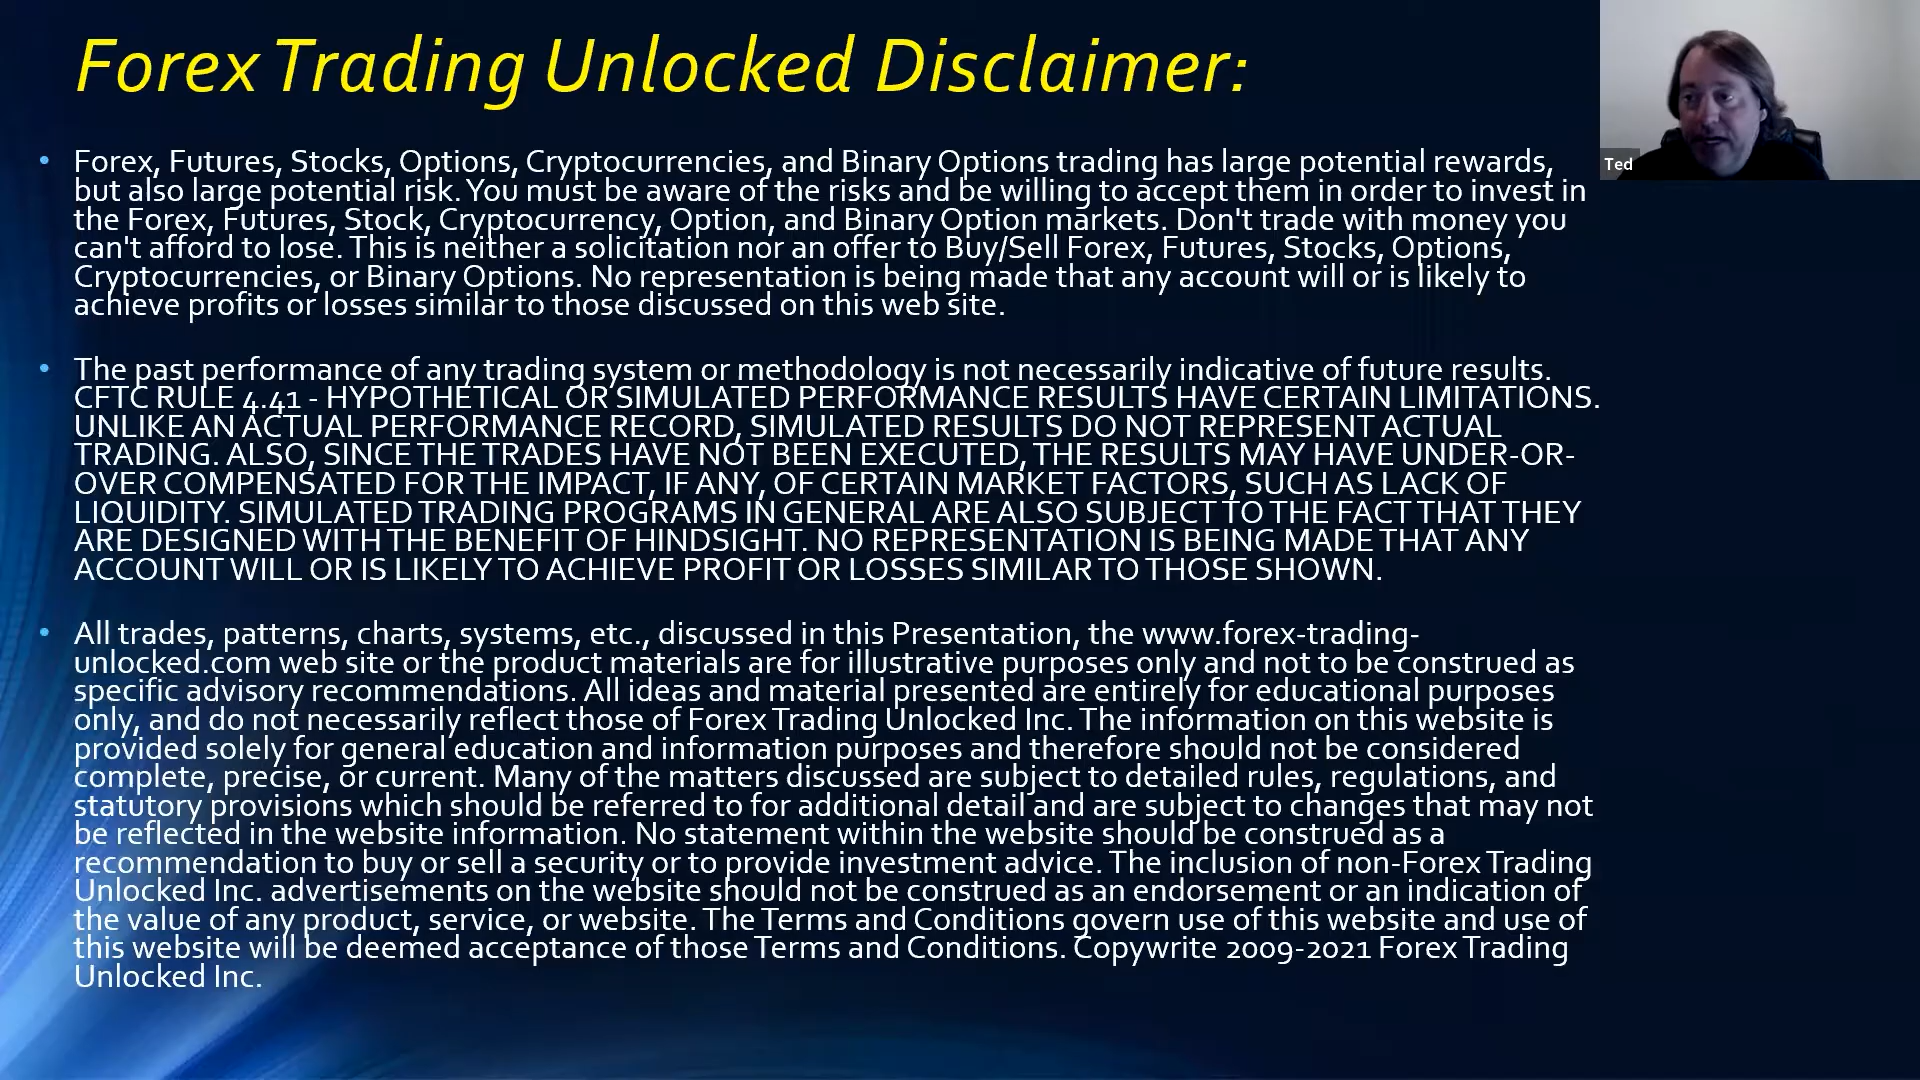 Forex Trading Unlocked Disclaimer:
Ted
• Forex, Futures, Stocks, Options, Cryptocurrencies, and Binary Options trading has large potential rewards,
but also large potential risk. You must be aware of the risks and be willing to accept them in order to invest in
the Forex, Futures, Stock, Cryptocurrency, Option, and Binary Option markets. Don't trade with money you
can't afford to lose. This is neither a solicitation nor an offer to Buy/Sell Forex, Futures, Stocks, Options,
Cryptocurrencies, or Binary Options. No representation is being made that any account will or is likely to
achieve profits or losses similar to those discussed on this web site.
• The past performance of any trading system or methodology is not necessarily indicative of future results.
CFTC RULE 4.41 - HYPOTHETICAL OR SIMULATED PERFORMANCE RESULTS HAVE CERTAIN LIMITATIONS.
UNLIKE AN ACTUAL PERFORMANCE RECORD, SIMULATED RESULTS DO NOT REPRESENT ACTUAL
TRADING. ALSO, SINCE THE TRADES HAVE NOT BEEN EXECUTED, THE RESULTS MAY HAVE UNDER-OR-
OVER COMPENSATED FOR THE IMPACT, IF ANY, OF CERTAIN MARKET FACTORS, SUCH AS LACK OF
LIQUIDITY. SIMULATED TRADING PROGRAMS IN GENERAL ARE ALSO SUBJECT TO THE FACT THAT THEY
ARE DESIGNED WITH THE BENEFIT OF HINDSIGHT. NO REPRESENTATION IS BEING MADE THAT ANY
ACCOUNT WILL OR IS LIKELY TO ACHIEVE PROFIT OR LOSSES SIMILAR TO THOSE SHOWN.
• All trades, patterns, charts, systems, etc., discussed in this Presentation, the www.forex-trading-
unlocked.com web site or the product materials are for illustrative purposes only and not to be construed as
specific advisory recommendations. All ideas and material presented are entirely for educational purposes
only, and do not necessarily reflect those of Forex Trading Unlocked Inc. The information on this website is
provided solely for general education and information purposes and therefore should not be considered
complete, precise, or current. Many of the matters discussed are subject to detailed rules, regulations, and
statutory provisions which should be referred to for additional detail and are subject to changes that may not
be reflected in the website information. No statement within the website should be construed as a
recommendation to buy or sell a security or to provide investment advice. The inclusion of non-Forex Trading
Unlocked Inc. advertisements on the website should not be construed as an endorsement or an indication of
the value of any product, service, or website. The Terms and Conditions govern use of this website and use of
this website will be deemed acceptance of those Terms and Conditions. Copywrite 2009-2021 Forex Trading
Unlocked Inc.